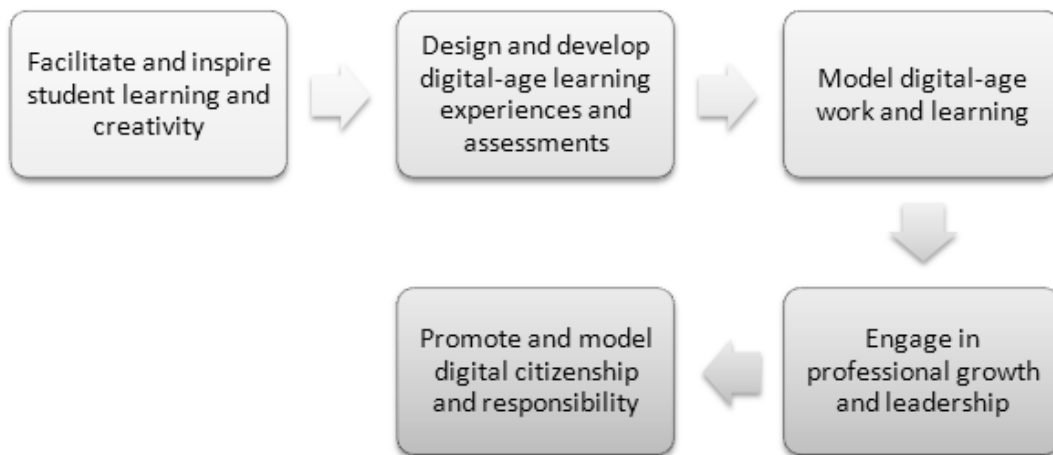 Facilitate and inspire
student learning and
creativity
Design and develop
digital-age learning
experiences and
assessments
Model digital-age
work and learning
Engage in
professional growth
and leadership
Promote and model
digital citizenship
and responsibility